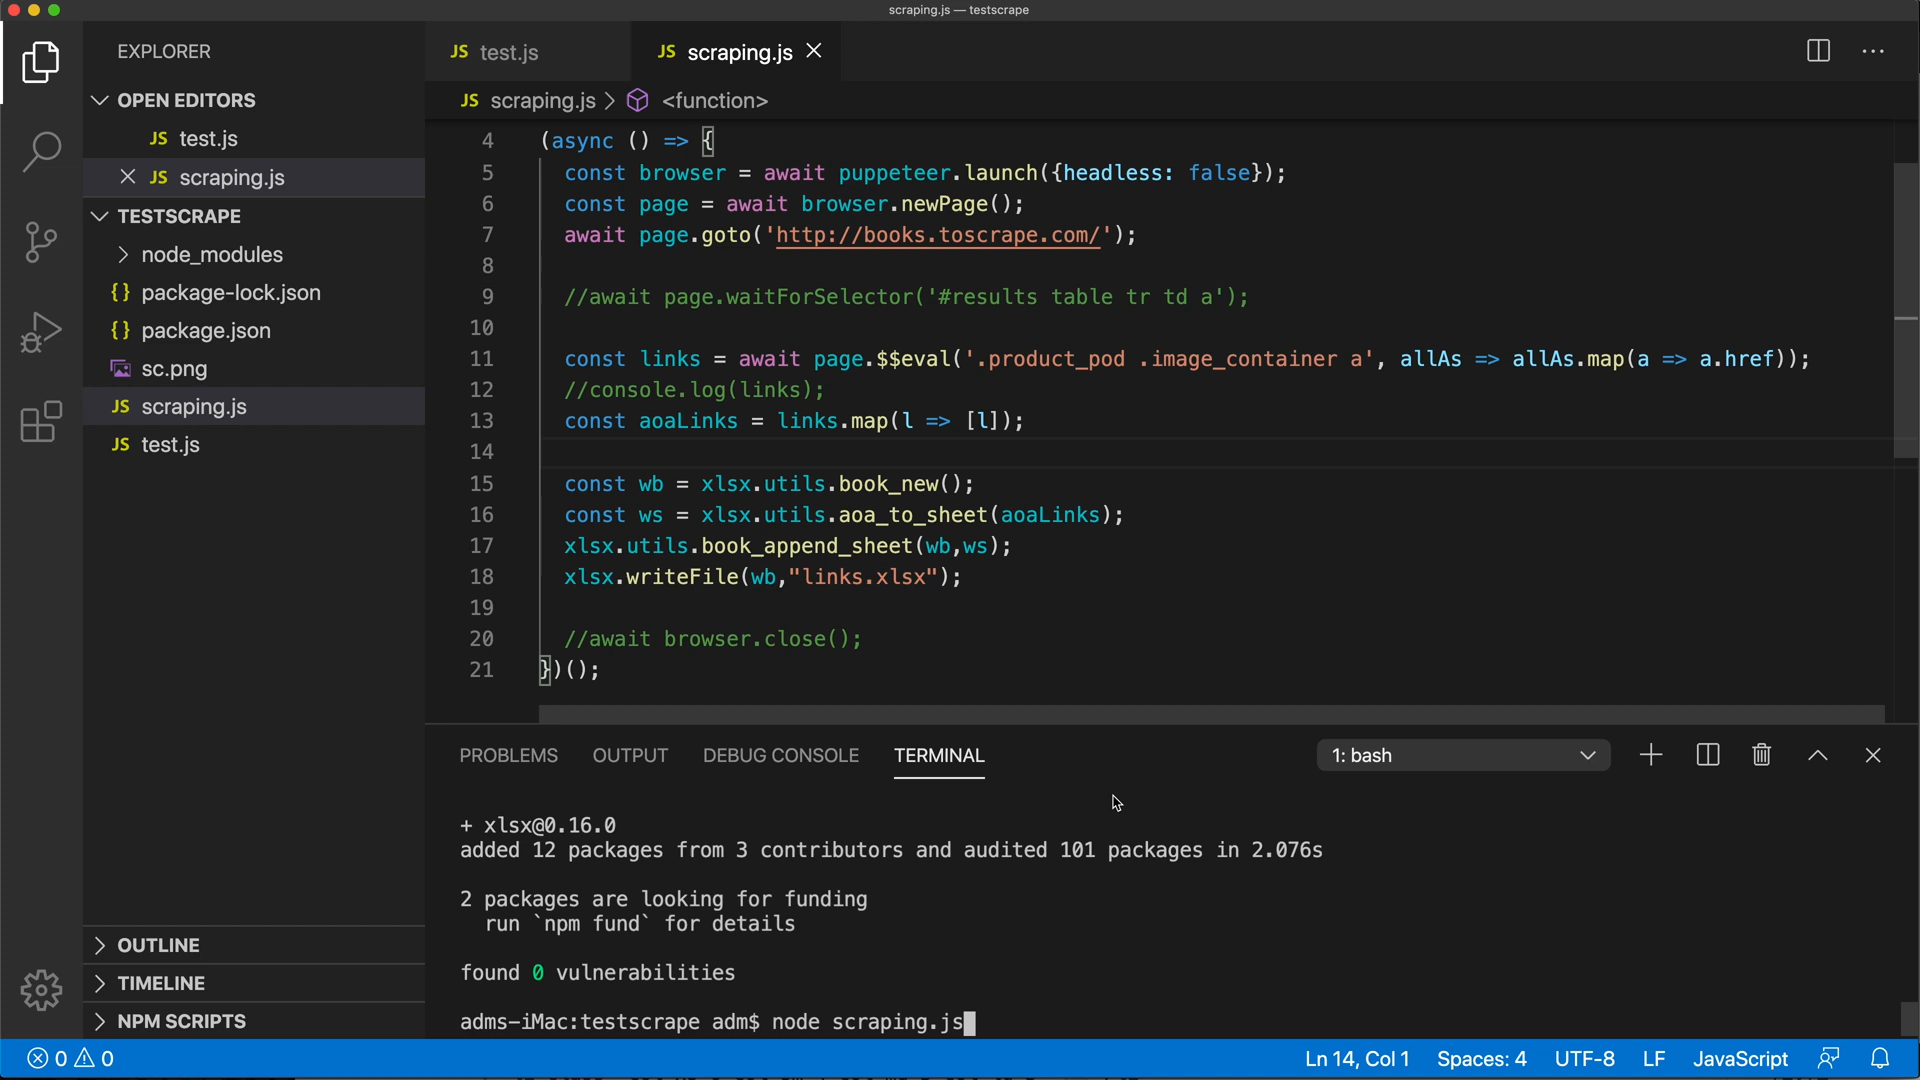 scraping.js — testscrape
EXPLORER
OPEN EDITORS
JS test.js
JS scraping.js
TESTSCRAPE
node_modules
{} package-lock.json
{} package.json
sc.png
JS scraping.js
JS test.js
OUTLINE
TIMELINE
NPM SCRIPTS
JS test.js
JS scraping.js
JS scraping.js > <function>
4 (async () => {
5 const browser = await puppeteer.launch({headless: false});
6 const page = await browser.newPage();
7 await page.goto('http://books.toscrape.com/');
8
9 //await page.waitForSelector('#results table tr td a');
10
11 const links = await page.$$eval('.product_pod .image_container a', allAs => allAs.map(a => a.href));
12 //console.log(links);
13 const aoaLinks = links.map(l => [l]);
14
15 const wb = xlsx.utils.book_new();
16 const ws = xlsx.utils.aoa_to_sheet(aoaLinks);
17 xlsx.utils.book_append_sheet(wb,ws);
18 xlsx.writeFile(wb,"links.xlsx");
19
20 //await browser.close();
21 })();
PROBLEMS OUTPUT DEBUG CONSOLE TERMINAL 1: bash
+ xlsx@0.16.0
added 12 packages from 3 contributors and audited 101 packages in 2.076s
2 packages are looking for funding
run `npm fund` for details
found 0 vulnerabilities
adms-iMac:testscrape adm$ node scraping.js
0 0 Ln 14, Col 1 Spaces: 4 UTF-8 LF JavaScript